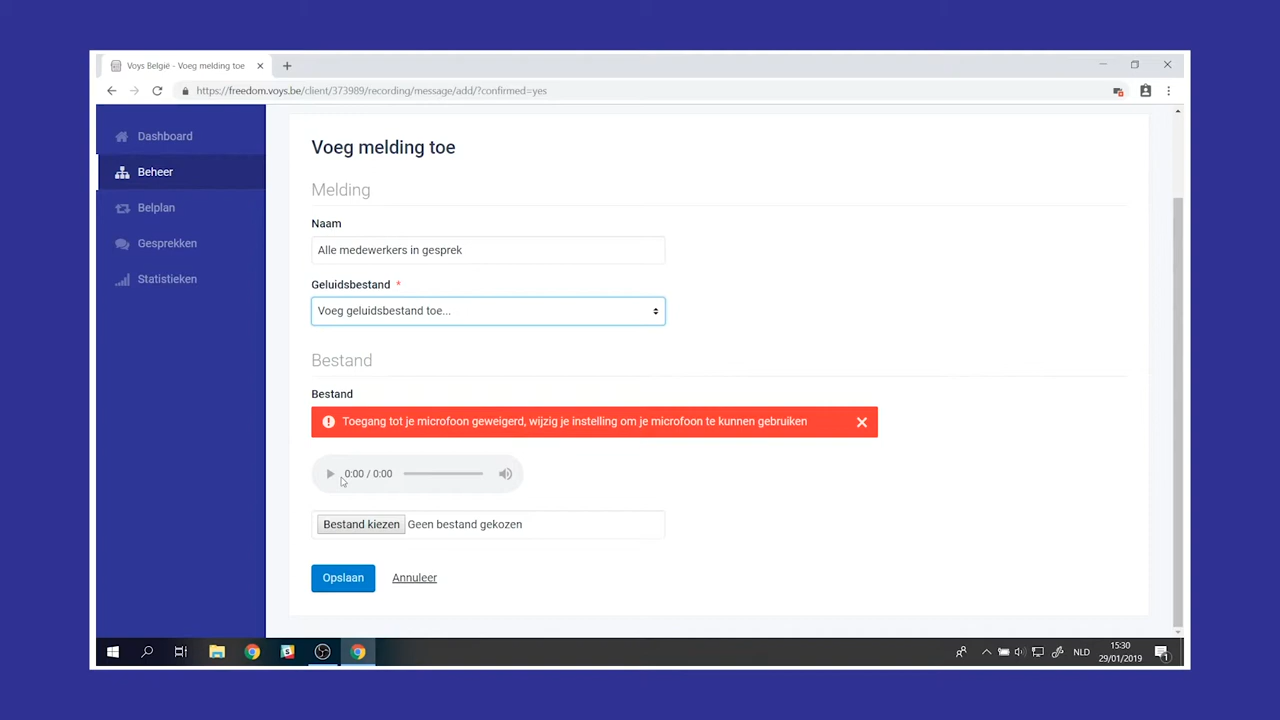 Voys België - Voeg melding toe
https://freedom.voys.be/client/373989/recording/message/add/?confirmed=yes
Dashboard
Beheer
Belplan
Gesprekken
Statistieken
Voeg melding toe
Melding
Naam
Alle medewerkers in gesprek
Geluidsbestand *
Voeg geluidsbestand toe...
Bestand
Bestand
Toegang tot je microfoon geweigerd, wijzig je instelling om je microfoon te kunnen gebruiken
0:00 / 0:00
Bestand kiezen Geen bestand gekozen
Opslaan Annuleer
NLD
15:30
29/01/2019
1